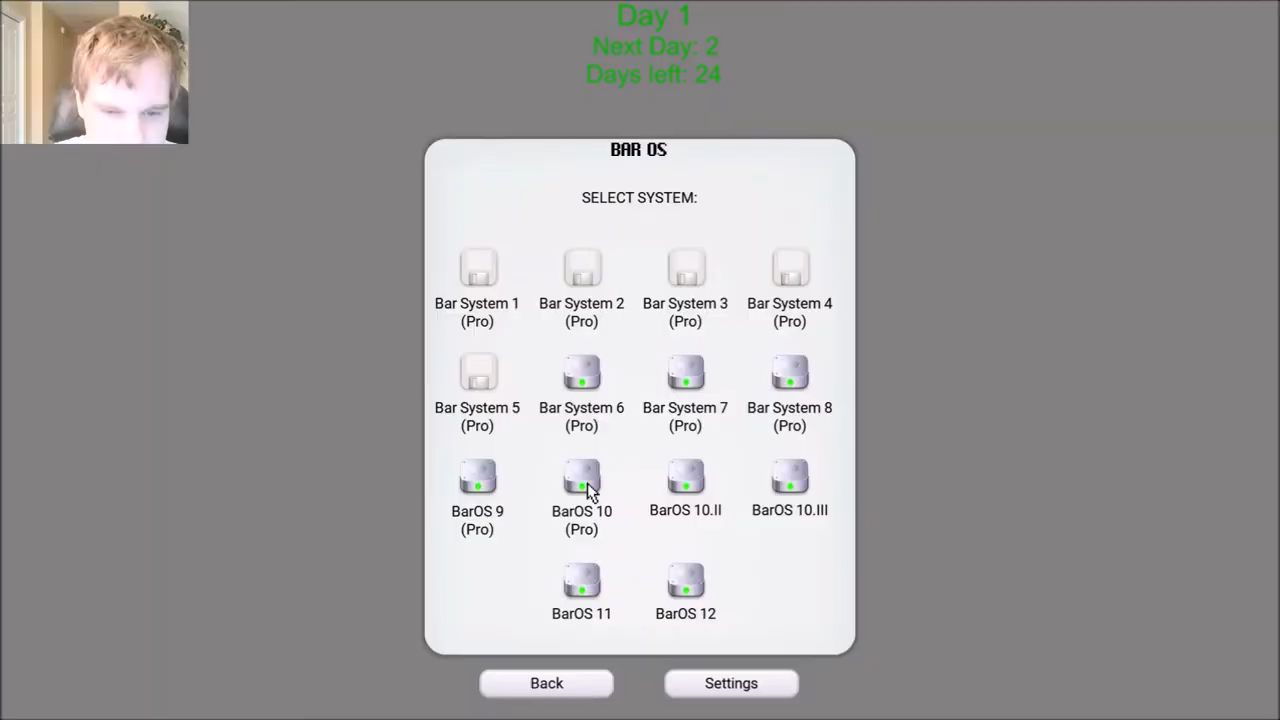 Day 1
Next Day: 2
Days left: 24
BAR OS
SELECT SYSTEM:
Bar System 1
(Pro)
Bar System 2
(Pro)
Bar System 3
(Pro)
Bar System 4
(Pro)
Bar System 5
(Pro)
Bar System 6
(Pro)
Bar System 7
(Pro)
Bar System 8
(Pro)
BarOS 9
(Pro)
BarOS 10
(Pro)
BarOS 10.II
BarOS 10.III
BarOS 11
BarOS 12
Back
Settings